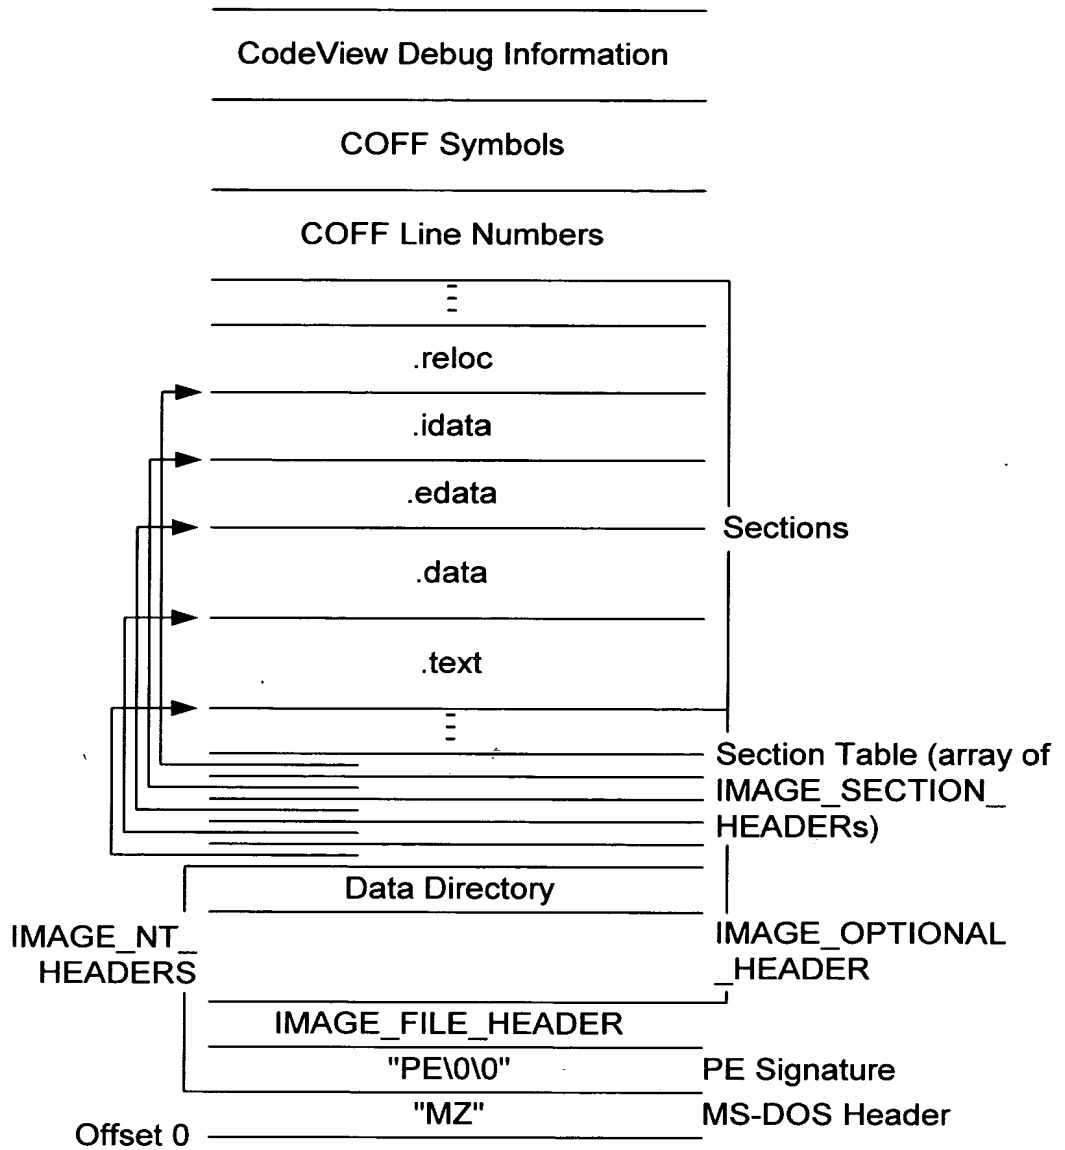 CodeView Debug Information
COFF Symbols
COFF Line Numbers
.reloc
.idata
.edata
Sections
.data
.text
Section Table (array of
IMAGE_SECTION_
HEADERs)
Data Directory
IMAGE_NT_
HEADERS
IMAGE_OPTIONAL
_HEADER
IMAGE_FILE_HEADER
"PE\0\0"
PE Signature
"MZ"
MS-DOS Header
Offset 0